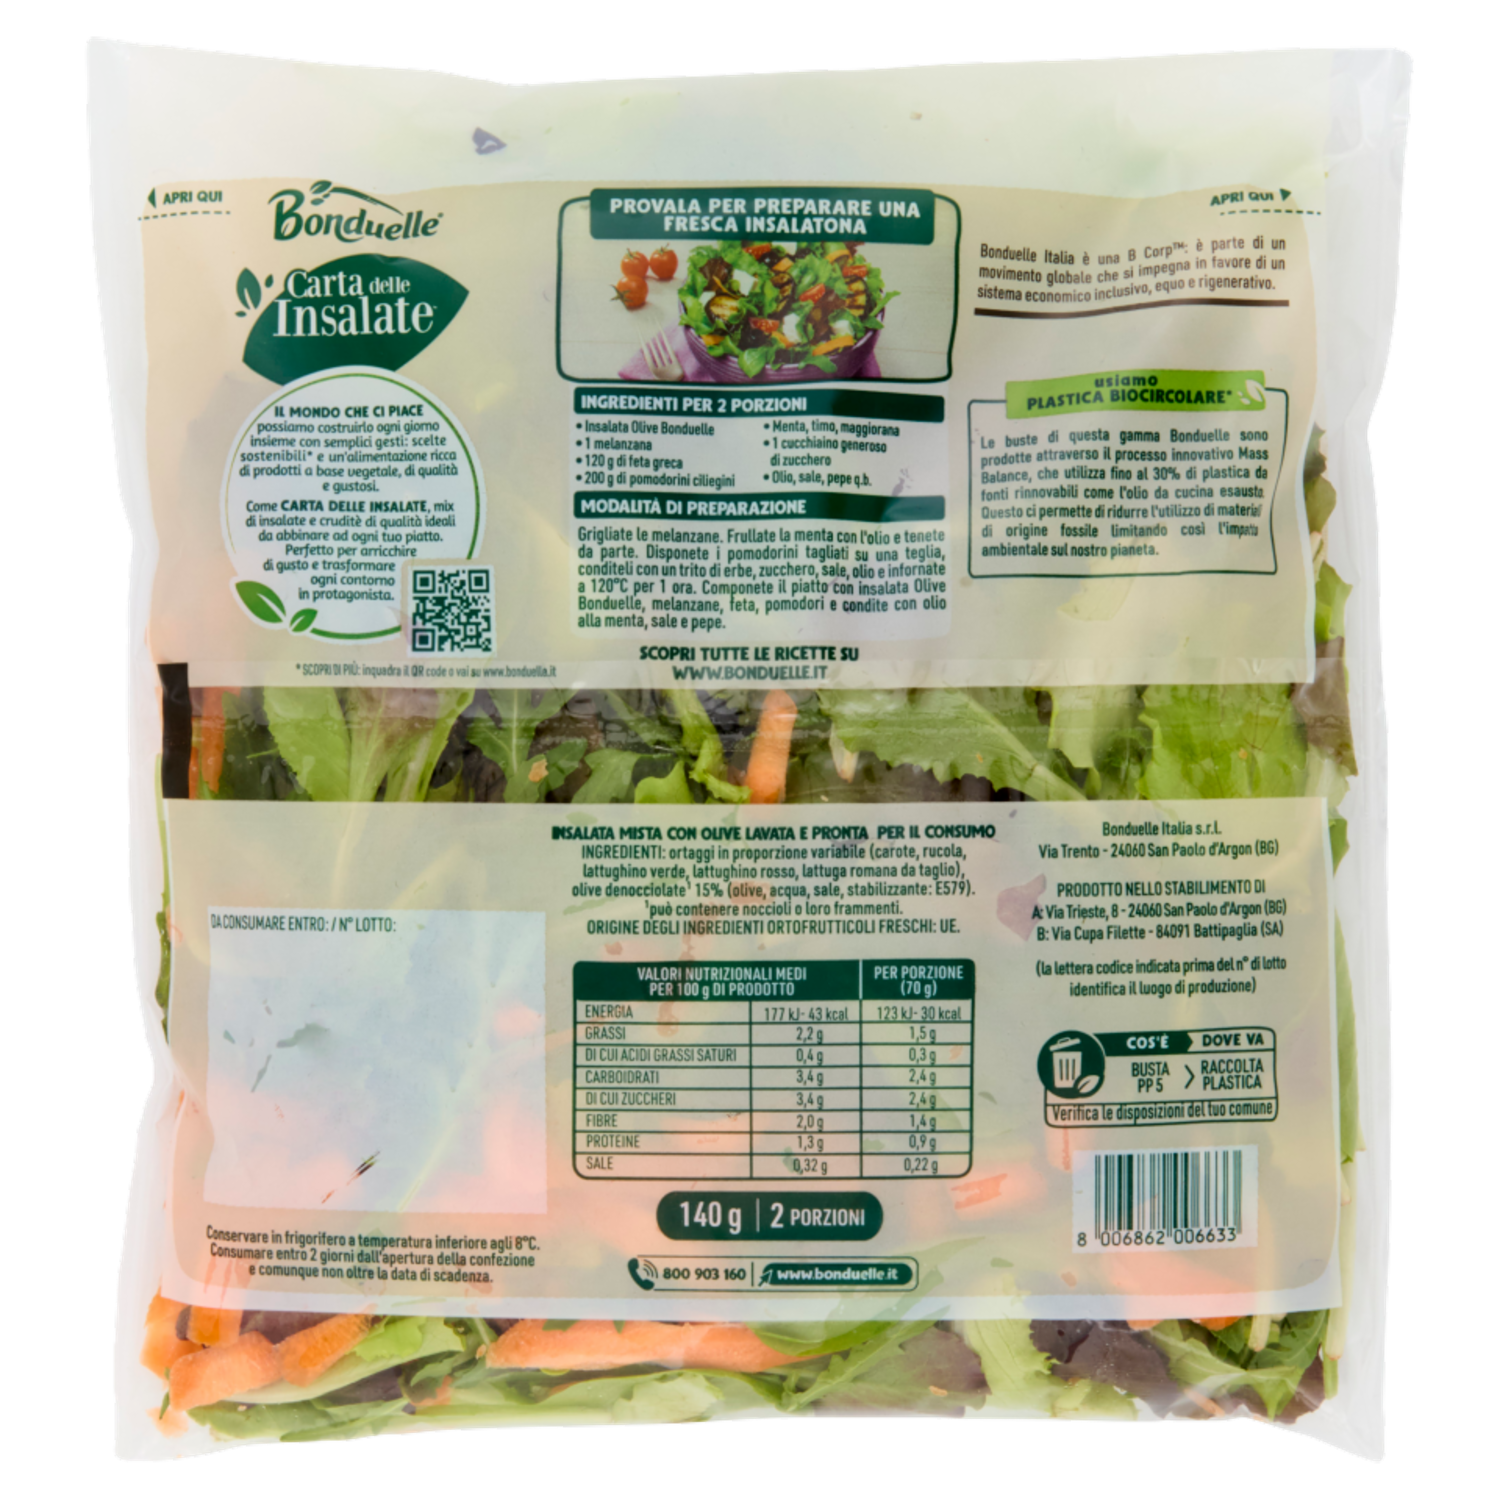 APRI QUI
Bonduelle
Carta delle
Insalate
IL MONDO CHE CI PIACE
possiamo costruirlo ogni giorno
insieme con semplici gesti: scelte
sostenibili* e un'alimentazione ricca
di prodotti a base vegetale, di qualità
e gustosi.
Come CARTA DELLE INSALATE, mix
di insalate e crudité di qualità ideali
da abbinare ad ogni tuo piatto.
Perfetto per arricchire
di gusto e trasformare
ogni contorno
in protagonista.
*SCOPRI DI PIÙ: inquadra il QR code o vai su www.bonduelle.it
PROVALA PER PREPARARE UNA
FRESCA INSALATONA
INGREDIENTI PER 2 PORZIONI
• Insalata Olive Bonduelle
• 1 melanzana
• 120 g di feta greca
• 200 g di pomodorini ciliegini
• Menta, timo, maggiorana
• 1 cucchiaino generoso
di zucchero
• Olio, sale, pepe q.b.
MODALITÀ DI PREPARAZIONE
Grigliate le melanzane. Frullate la menta con l'olio e tenete
da parte. Disponete i pomodorini tagliati su una teglia,
conditeli con un trito di erbe, zucchero, sale, olio e infornate
a 120°C per 1 ora. Componete il piatto con insalata Olive
Bonduelle, melanzane, feta, pomodori e condite con olio
alla menta, sale e pepe.
SCOPRI TUTTE LE RICETTE SU
WWW.BONDUELLE.IT
APRI QUI
Bonduelle Italia è una B Corp™: è parte di un
movimento globale che si impegna in favore di un
sistema economico inclusivo, equo e rigenerativo.
usiamo
PLASTICA BIOCIRCOLARE*
Le buste di questa gamma Bonduelle sono
prodotte attraverso il processo innovativo Mass
Balance, che utilizza fino al 30% di plastica da
fonti rinnovabili come l'olio da cucina esausto.
Questo ci permette di ridurre l'utilizzo di materiali
di origine fossile limitando così l'impatto
ambientale sul nostro pianeta.
DA CONSUMARE ENTRO: / N° LOTTO:
Conservare in frigorifero a temperatura inferiore agli 8°C.
Consumare entro 2 giorni dall'apertura della confezione
e comunque non oltre la data di scadenza.
INSALATA MISTA CON OLIVE LAVATA E PRONTA PER IL CONSUMO
INGREDIENTI: ortaggi in proporzione variabile (carote, rucola,
lattughino verde, lattughino rosso, lattuga romana da taglio),
olive denocciolate¹ 15% (olive, acqua, sale, stabilizzante: E579).
¹può contenere noccioli o loro frammenti.
ORIGINE DEGLI INGREDIENTI ORTOFRUTTICOLI FRESCHI: UE.
VALORI NUTRIZIONALI MEDI
PER 100 g DI PRODOTTO
PER PORZIONE
(70 g)
ENERGIA 177 kJ- 43 kcal 123 kJ- 30 kcal
GRASSI 2,2 g 1,5 g
DI CUI ACIDI GRASSI SATURI 0,4 g 0,3 g
CARBOIDRATI 3,4 g 2,4 g
DI CUI ZUCCHERI 3,4 g 2,4 g
FIBRE 2,0 g 1,4 g
PROTEINE 1,3 g 0,9 g
SALE 0,32 g 0,22 g
140 g | 2 PORZIONI
800 903 160 www.bonduelle.it
Bonduelle Italia s.r.l.
Via Trento - 24060 San Paolo d'Argon (BG)
PRODOTTO NELLO STABILIMENTO DI
A: Via Trieste, 8 - 24060 San Paolo d'Argon (BG)
B: Via Cupa Filette - 84091 Battipaglia (SA)
(la lettera codice indicata prima del n° di lotto
identifica il luogo di produzione)
COS'È DOVE VA
BUSTA
PP 5
RACCOLTA
PLASTICA
Verifica le disposizioni del tuo comune
8 006862 006633